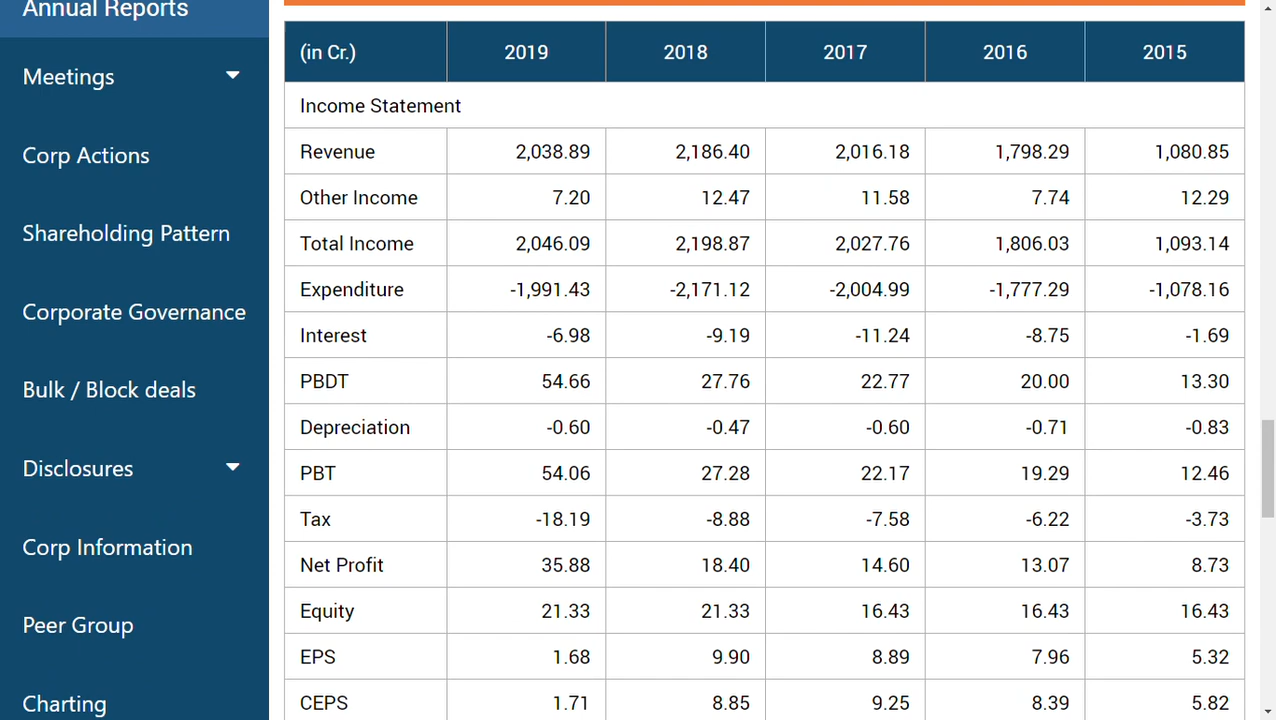 Annual Reports
Meetings
Corp Actions
Shareholding Pattern
Corporate Governance
Bulk / Block deals
Disclosures
Corp Information
Peer Group
Charting
(in Cr.) 2019 2018 2017 2016 2015
Income Statement
Revenue 2,038.89 2,186.40 2,016.18 1,798.29 1,080.85
Other Income 7.20 12.47 11.58 7.74 12.29
Total Income 2,046.09 2,198.87 2,027.76 1,806.03 1,093.14
Expenditure -1,991.43 -2,171.12 -2,004.99 -1,777.29 -1,078.16
Interest -6.98 -9.19 -11.24 -8.75 -1.69
PBDT 54.66 27.76 22.77 20.00 13.30
Depreciation -0.60 -0.47 -0.60 -0.71 -0.83
PBT 54.06 27.28 22.17 19.29 12.46
Tax -18.19 -8.88 -7.58 -6.22 -3.73
Net Profit 35.88 18.40 14.60 13.07 8.73
Equity 21.33 21.33 16.43 16.43 16.43
EPS 1.68 9.90 8.89 7.96 5.32
CEPS 1.71 8.85 9.25 8.39 5.82